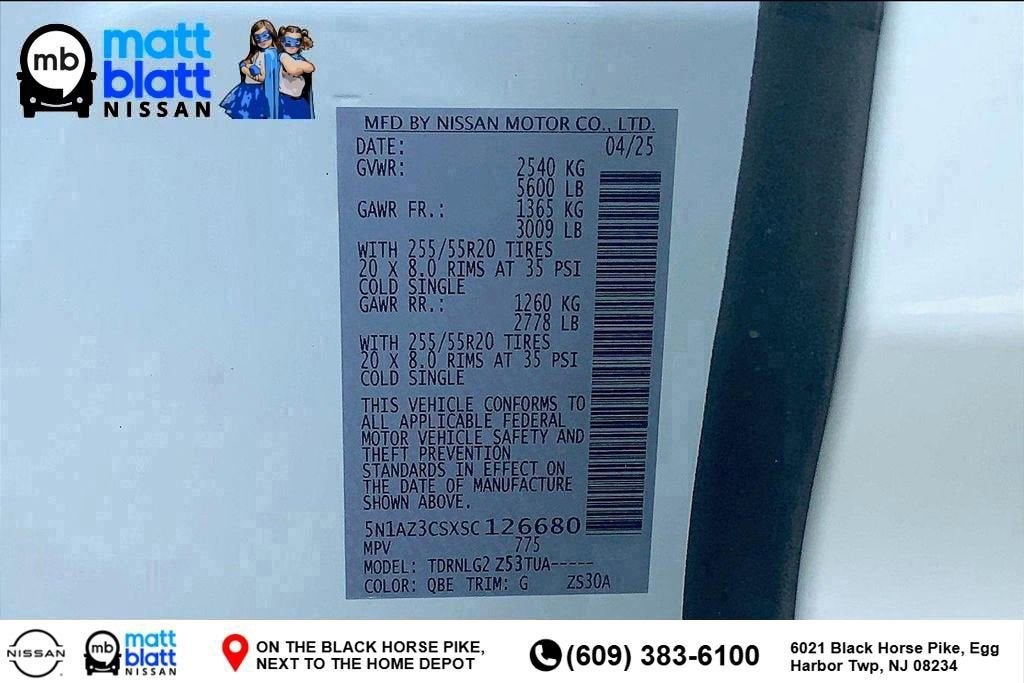 mb
matt
blatt
NISSAN
MFD BY NISSAN MOTOR CO., LTD.
DATE: 04/25
GVWR: 2540 KG
5600 LB
GAWR FR.: 1365 KG
3009 LB
WITH 255/55R20 TIRES
20 X 8.0 RIMS AT 35 PSI
COLD SINGLE
GAWR RR.: 1260 KG
2778 LB
WITH 255/55R20 TIRES
20 X 8.0 RIMS AT 35 PSI
COLD SINGLE
THIS VEHICLE CONFORMS TO
ALL APPLICABLE FEDERAL
MOTOR VEHICLE SAFETY AND
THEFT PREVENTION
STANDARDS IN EFFECT ON
THE DATE OF MANUFACTURE
SHOWN ABOVE.
5N1AZ3CSXSC126680
MPV 775
MODEL: TDRNLG2 Z53TUA-----
COLOR: QBE TRIM: G ZS30A
NISSAN
mb
matt
blatt
NISSAN
ON THE BLACK HORSE PIKE,
NEXT TO THE HOME DEPOT
(609) 383-6100
6021 Black Horse Pike, Egg
Harbor Twp, NJ 08234